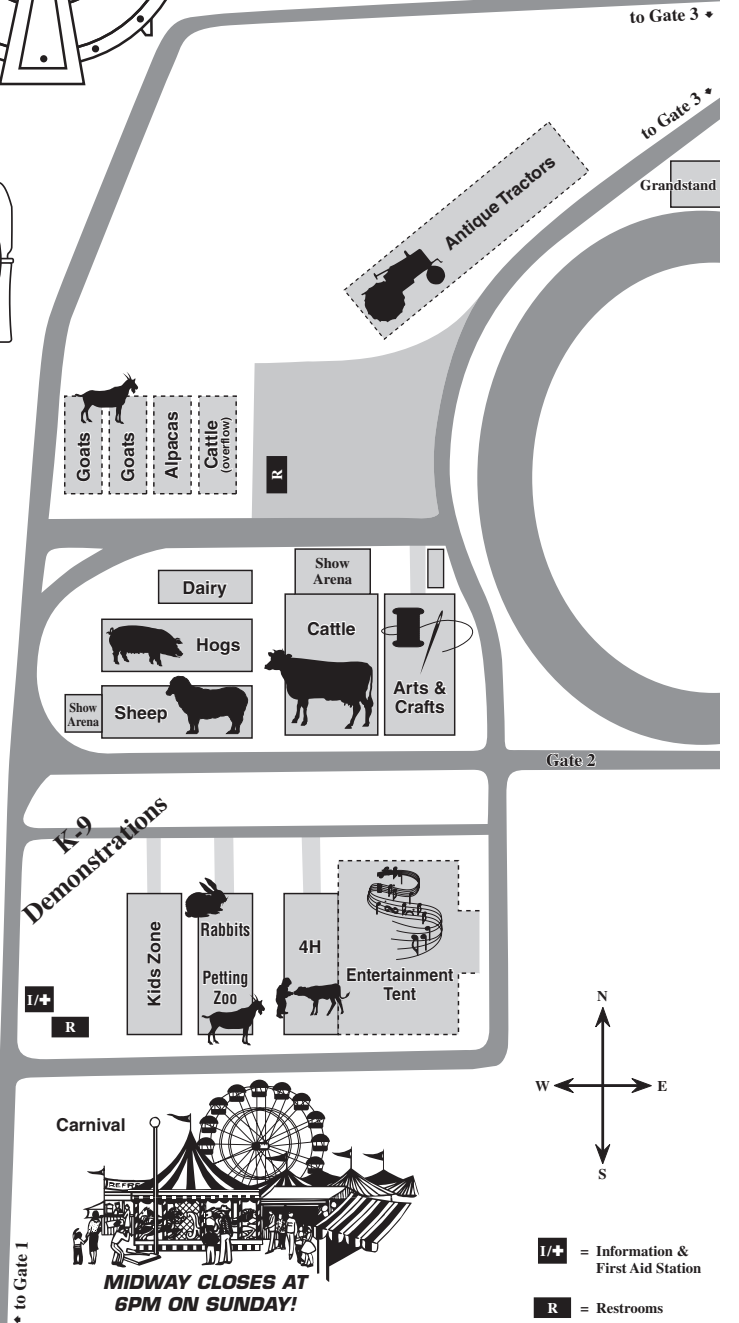 to Gate 3
to Gate 3
Grandstand
Antique Tractors
Goats
Goats
Alpacas
Cattle
(overflow)
R
Show
Arena
Dairy
Cattle
Hogs
Arts &
Crafts
Show
Arena
Sheep
Gate 2
K-9
Demonstrations
Kids Zone
Rabbits
Petting
Zoo
4H
Entertainment
Tent
I/✚
R
N
W
E
S
Carnival
REFRE
MIDWAY CLOSES AT
6PM ON SUNDAY!
to Gate 1
I/✚ = Information &
First Aid Station
R = Restrooms